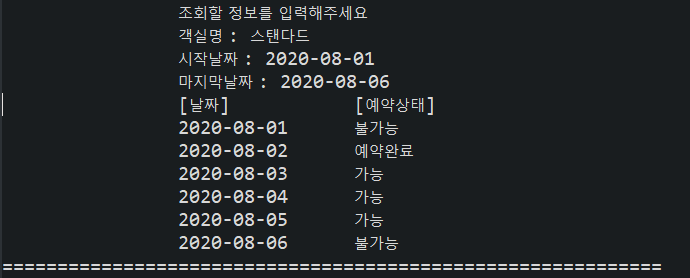 조회할 정보를 입력해주세요
객실명 : 스탠다드
시작날짜 : 2020-08-01
마지막날짜 : 2020-08-06
[날짜] [예약상태]
2020-08-01 불가능
2020-08-02 예약완료
2020-08-03 가능
2020-08-04 가능
2020-08-05 가능
2020-08-06 불가능
============================================================